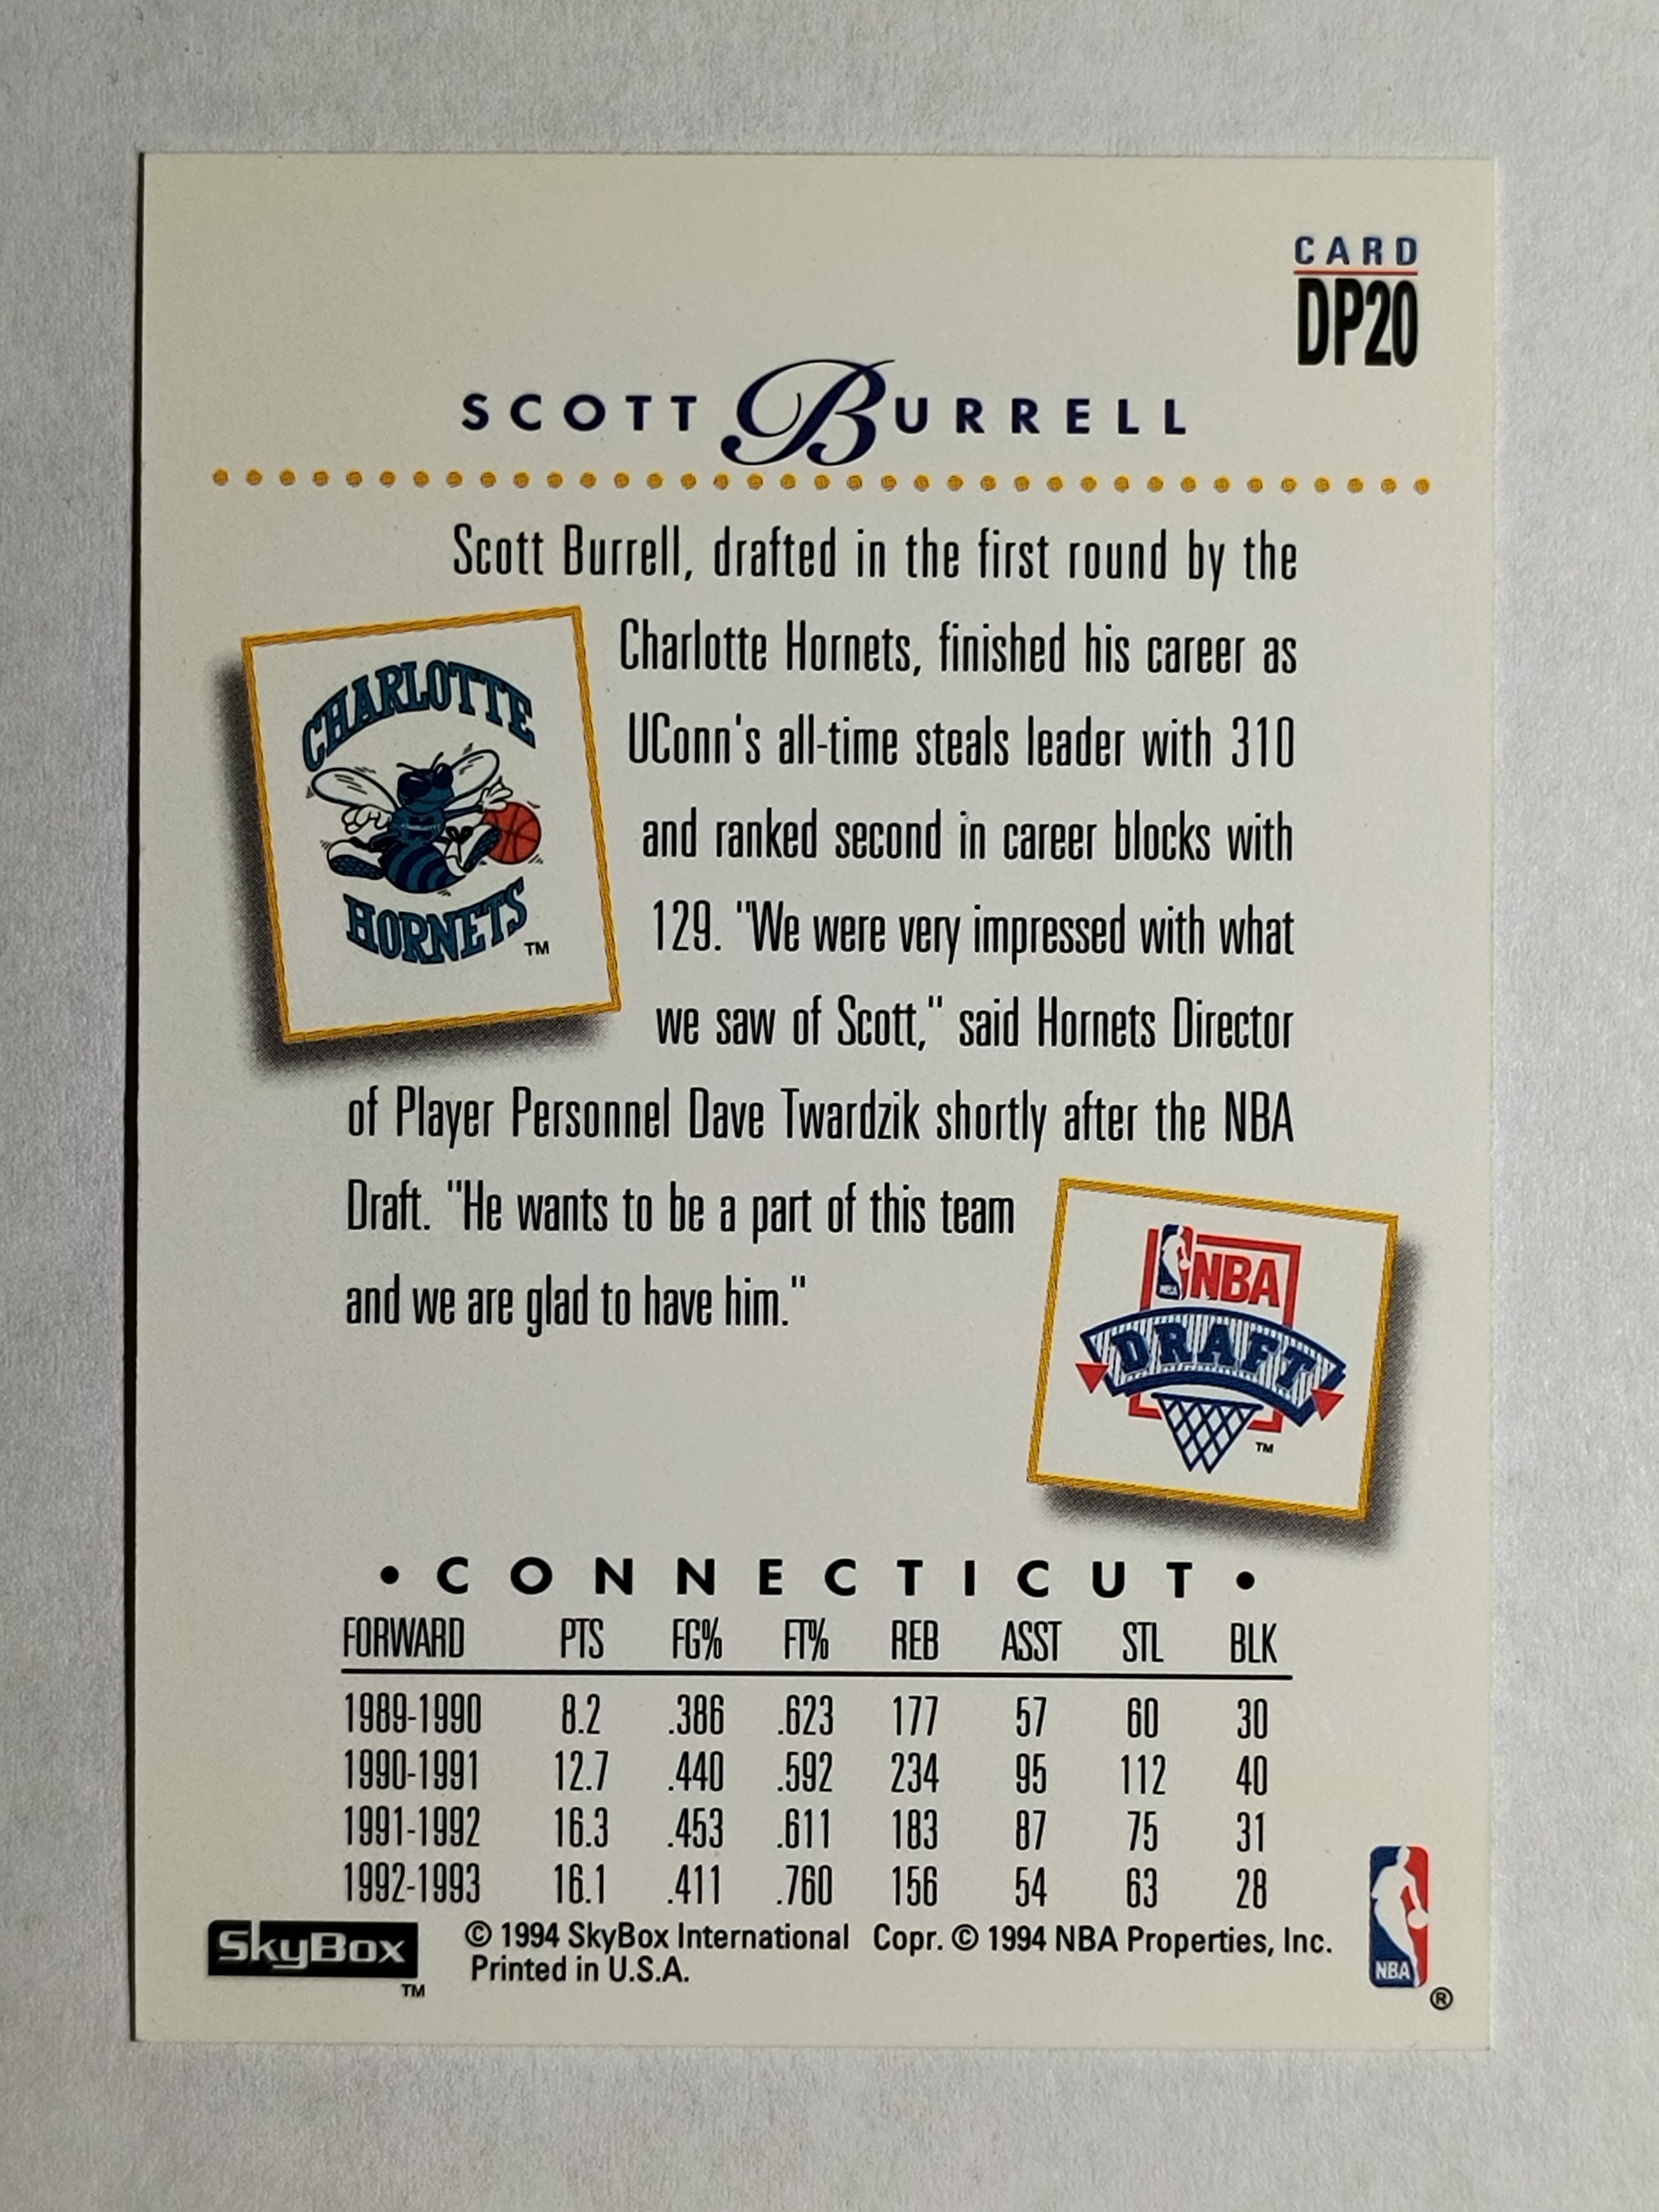 CARD
DP20
SCOTT BURRELL
Scott Burrell, drafted in the first round by the
Charlotte Hornets, finished his career as
UConn's all-time steals leader with 310
and ranked second in career blocks with
129. "We were very impressed with what
we saw of Scott," said Hornets Director
of Player Personnel Dave Twardzik shortly after the NBA
Draft. "He wants to be a part of this team
and we are glad to have him."
CHARLOTTE
HORNETS TM
NBA
DRAFT
TM
• CONNECTICUT •
FORWARD PTS FG% FT% REB ASST STL BLK
1989-1990 8.2 .386 .623 177 57 60 30
1990-1991 12.7 .440 .592 234 95 112 40
1991-1992 16.3 .453 .611 183 87 75 31
1992-1993 16.1 .411 .760 156 54 63 28
SkyBox TM
© 1994 SkyBox International Copr. © 1994 NBA Properties, Inc.
Printed in U.S.A.
NBA ®